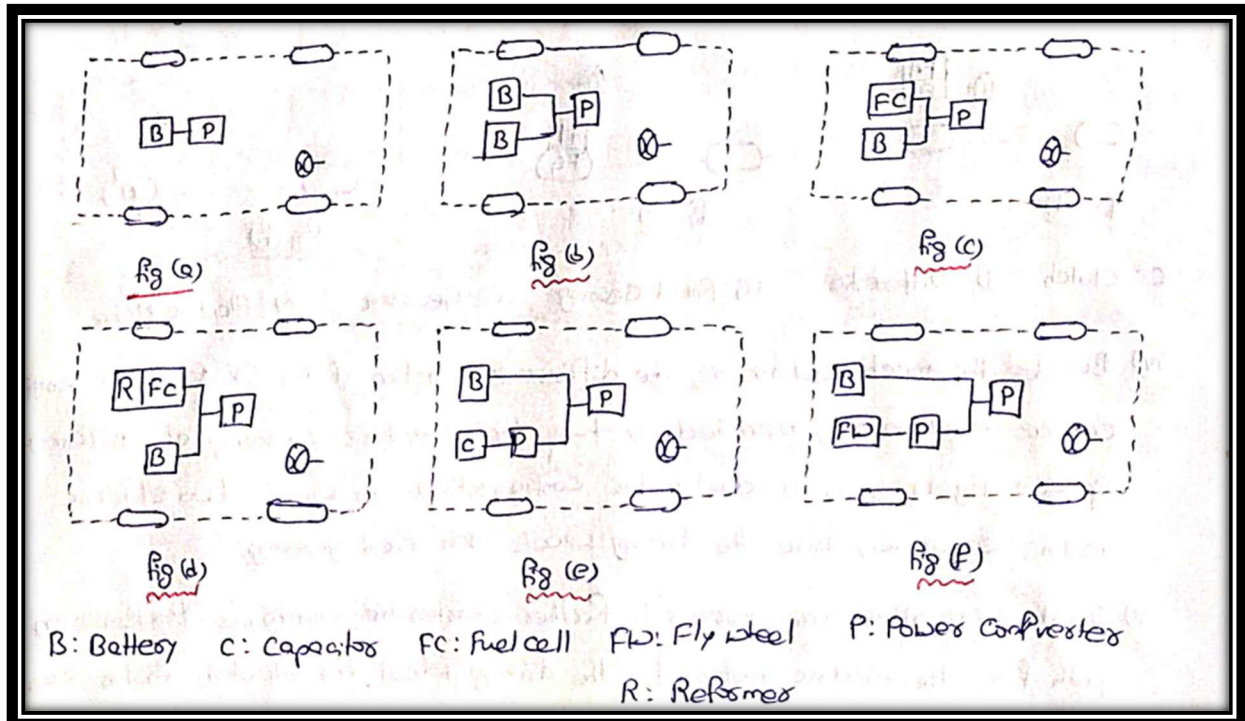 B P
B P
B
FC P
B
fig (a)
fig (b)
fig (c)
R FC P
B
B P
C P
B P
FW P
fig (d)
fig (e)
fig (f)
B: Battery C: Capacitor FC: Fuel cell FW: Fly wheel P: Power Converter
R: Reformer